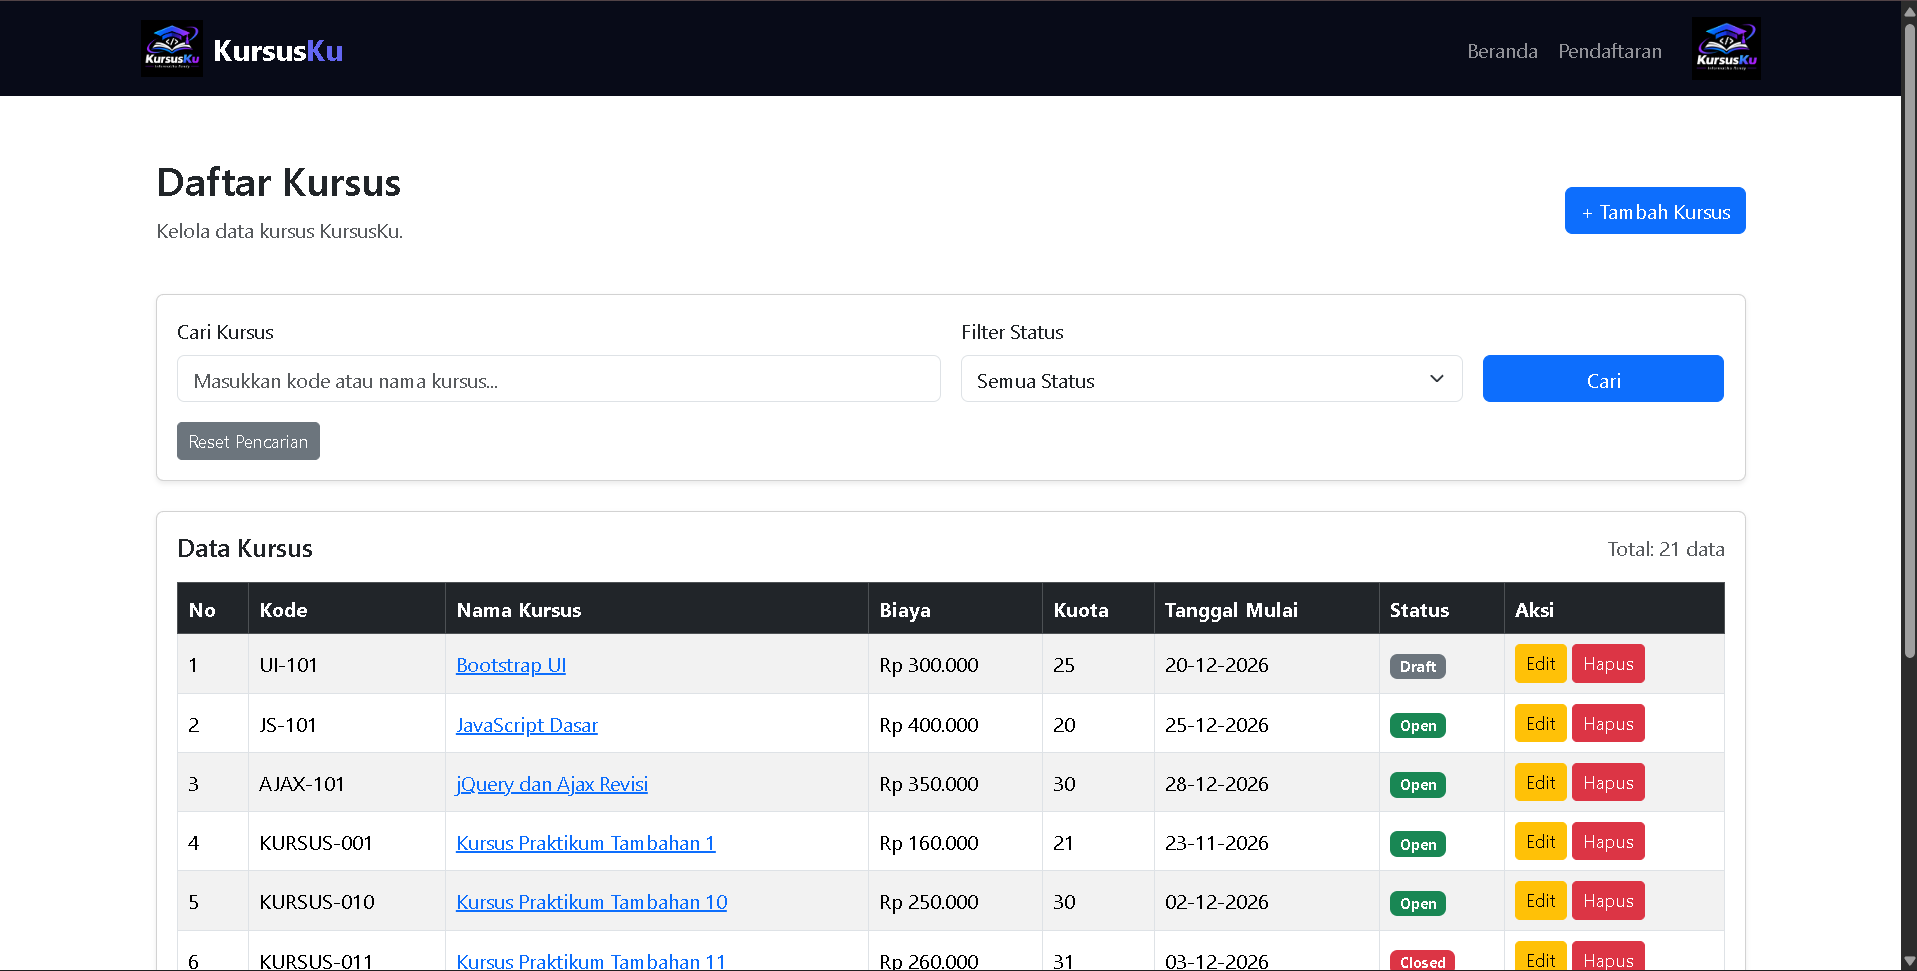 KursusKu KursusKu Beranda Pendaftaran KursusKu
Daftar Kursus
+ Tambah Kursus
Kelola data kursus KursusKu.
Cari Kursus Filter Status
Masukkan kode atau nama kursus... Semua Status Cari
Reset Pencarian
Data Kursus Total: 21 data
No Kode Nama Kursus Biaya Kuota Tanggal Mulai Status Aksi
1 UI-101 Bootstrap UI Rp 300.000 25 20-12-2026 Draft Edit Hapus
2 JS-101 JavaScript Dasar Rp 400.000 20 25-12-2026 Open Edit Hapus
3 AJAX-101 jQuery dan Ajax Revisi Rp 350.000 30 28-12-2026 Open Edit Hapus
4 KURSUS-001 Kursus Praktikum Tambahan 1 Rp 160.000 21 23-11-2026 Open Edit Hapus
5 KURSUS-010 Kursus Praktikum Tambahan 10 Rp 250.000 30 02-12-2026 Open Edit Hapus
6 KURSUS-011 Kursus Praktikum Tambahan 11 Rp 260.000 31 03-12-2026 Closed Edit Hapus